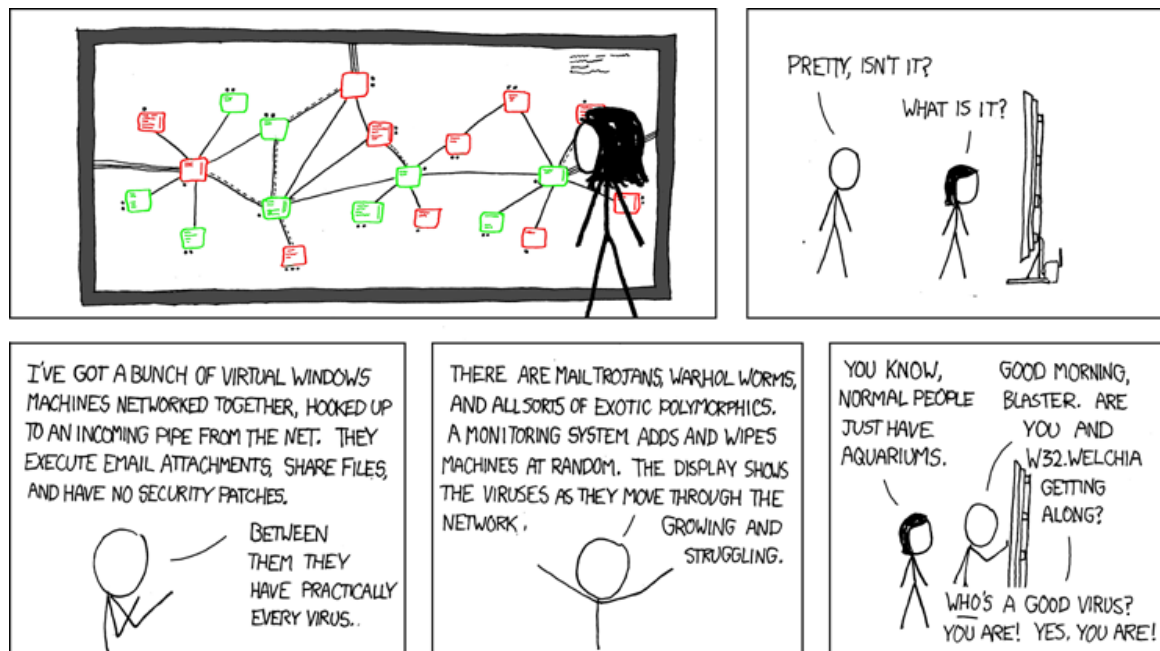 PRETTY, ISN'T IT?
WHAT IS IT?
I'VE GOT A BUNCH OF VIRTUAL WINDOWS
MACHINES NETWORKED TOGETHER, HOOKED UP
TO AN INCOMING PIPE FROM THE NET. THEY
EXECUTE EMAIL ATTACHMENTS, SHARE FILES,
AND HAVE NO SECURITY PATCHES.
BETWEEN
THEM THEY
HAVE PRACTICALLY
EVERY VIRUS.
THERE ARE MAIL TROJANS, WARHOL WORMS,
AND ALL SORTS OF EXOTIC POLYMORPHICS.
A MONITORING SYSTEM ADDS AND WIPES
MACHINES AT RANDOM. THE DISPLAY SHOWS
THE VIRUSES AS THEY MOVE THROUGH THE
NETWORK,
GROWING AND
STRUGGLING.
YOU KNOW,
NORMAL PEOPLE
JUST HAVE
AQUARIUMS.
GOOD MORNING,
BLASTER. ARE
YOU AND
W32.WELCHIA
GETTING
ALONG?
WHO'S A GOOD VIRUS?
YOU ARE! YES, YOU ARE!